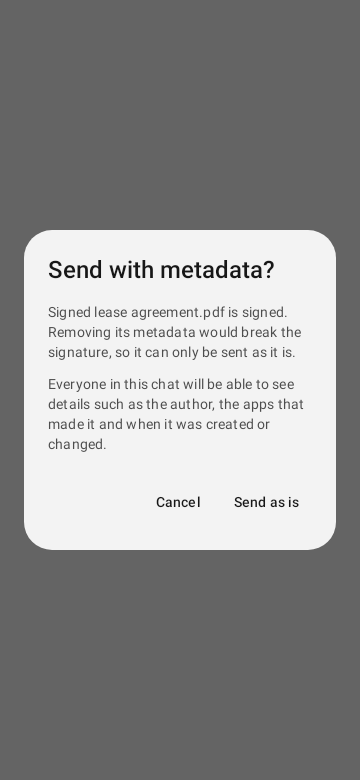 Send with metadata?
Signed lease agreement.pdf is signed.
Removing its metadata would break the
signature, so it can only be sent as it is.
Everyone in this chat will be able to see
details such as the author, the apps that
made it and when it was created or
changed.
Cancel
Send as is